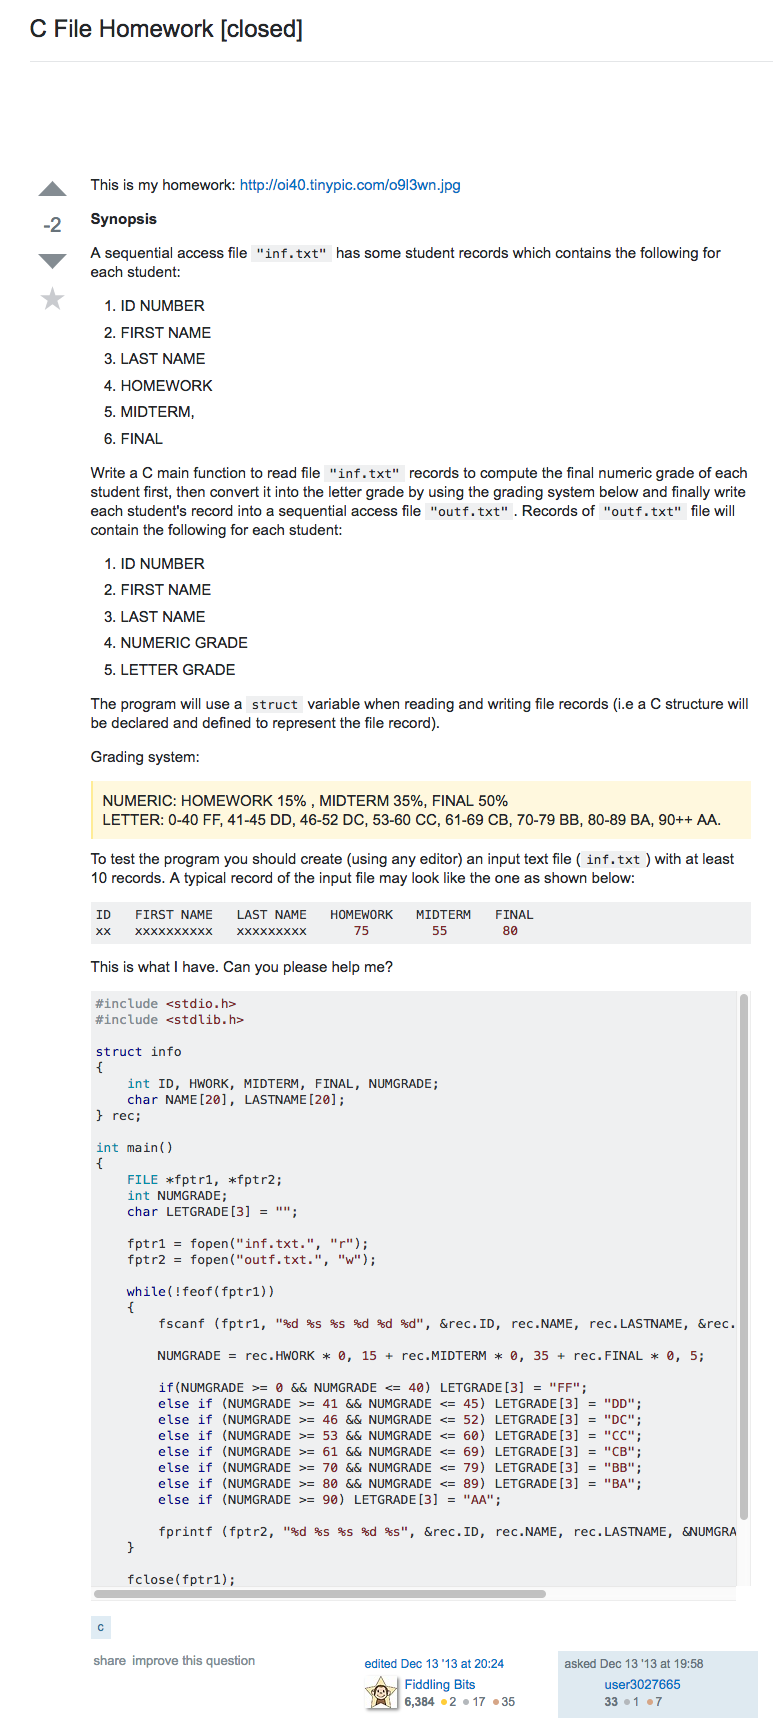 C File Homework [closed]
This is my homework: http://oi40.tinypic.com/o9l3wn.jpg
-2
Synopsis
A sequential access file "inf.txt" has some student records which contains the following for
each student:
1. ID NUMBER
2. FIRST NAME
3. LAST NAME
4. HOMEWORK
5. MIDTERM,
6. FINAL
Write a C main function to read file "inf.txt" records to compute the final numeric grade of each
student first, then convert it into the letter grade by using the grading system below and finally write
each student's record into a sequential access file "outf.txt" . Records of "outf.txt" file will
contain the following for each student:
1. ID NUMBER
2. FIRST NAME
3. LAST NAME
4. NUMERIC GRADE
5. LETTER GRADE
The program will use a struct variable when reading and writing file records (i.e a C structure will
be declared and defined to represent the file record).
Grading system:
NUMERIC: HOMEWORK 15% , MIDTERM 35%, FINAL 50%
LETTER: 0-40 FF, 41-45 DD, 46-52 DC, 53-60 CC, 61-69 CB, 70-79 BB, 80-89 BA, 90++ AA.
To test the program you should create (using any editor) an input text file ( inf.txt ) with at least
10 records. A typical record of the input file may look like the one as shown below:
ID   FIRST NAME   LAST NAME   HOMEWORK   MIDTERM   FINAL
xx   xxxxxxxxxx   xxxxxxxxx      75        55       80
This is what I have. Can you please help me?
#include <stdio.h>
#include <stdlib.h>
struct info
{
    int ID, HWORK, MIDTERM, FINAL, NUMGRADE;
    char NAME[20], LASTNAME[20];
} rec;
int main()
{
    FILE *fptr1, *fptr2;
    int NUMGRADE;
    char LETGRADE[3] = "";
    fptr1 = fopen("inf.txt.", "r");
    fptr2 = fopen("outf.txt.", "w");
    while(!feof(fptr1))
    {
        fscanf (fptr1, "%d %s %s %d %d %d", &rec.ID, rec.NAME, rec.LASTNAME, &rec.
        NUMGRADE = rec.HWORK * 0, 15 + rec.MIDTERM * 0, 35 + rec.FINAL * 0, 5;
        if(NUMGRADE >= 0 && NUMGRADE <= 40) LETGRADE[3] = "FF";
        else if (NUMGRADE >= 41 && NUMGRADE <= 45) LETGRADE[3] = "DD";
        else if (NUMGRADE >= 46 && NUMGRADE <= 52) LETGRADE[3] = "DC";
        else if (NUMGRADE >= 53 && NUMGRADE <= 60) LETGRADE[3] = "CC";
        else if (NUMGRADE >= 61 && NUMGRADE <= 69) LETGRADE[3] = "CB";
        else if (NUMGRADE >= 70 && NUMGRADE <= 79) LETGRADE[3] = "BB";
        else if (NUMGRADE >= 80 && NUMGRADE <= 89) LETGRADE[3] = "BA";
        else if (NUMGRADE >= 90) LETGRADE[3] = "AA";
        fprintf (fptr2, "%d %s %s %d %s", &rec.ID, rec.NAME, rec.LASTNAME, &NUMGRA
    }
    fclose(fptr1);
c
share improve this question
edited Dec 13 '13 at 20:24
Fiddling Bits
6,384 ●2 ●17 ●35
asked Dec 13 '13 at 19:58
user3027665
33 ●1 ●7